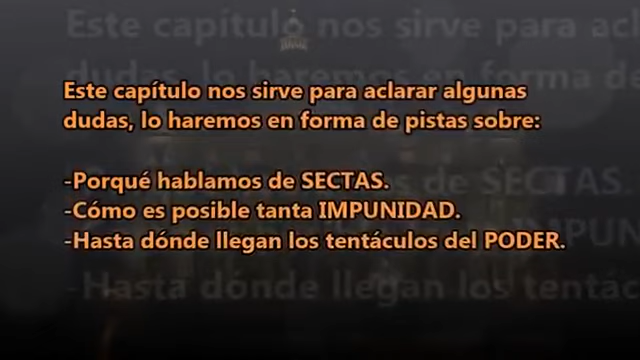 Este capítulo nos sirve para aclarar algunas
dudas, lo haremos en forma de pistas sobre:
-Porqué hablamos de SECTAS.
-Cómo es posible tanta IMPUNIDAD.
-Hasta dónde llegan los tentáculos del PODER.